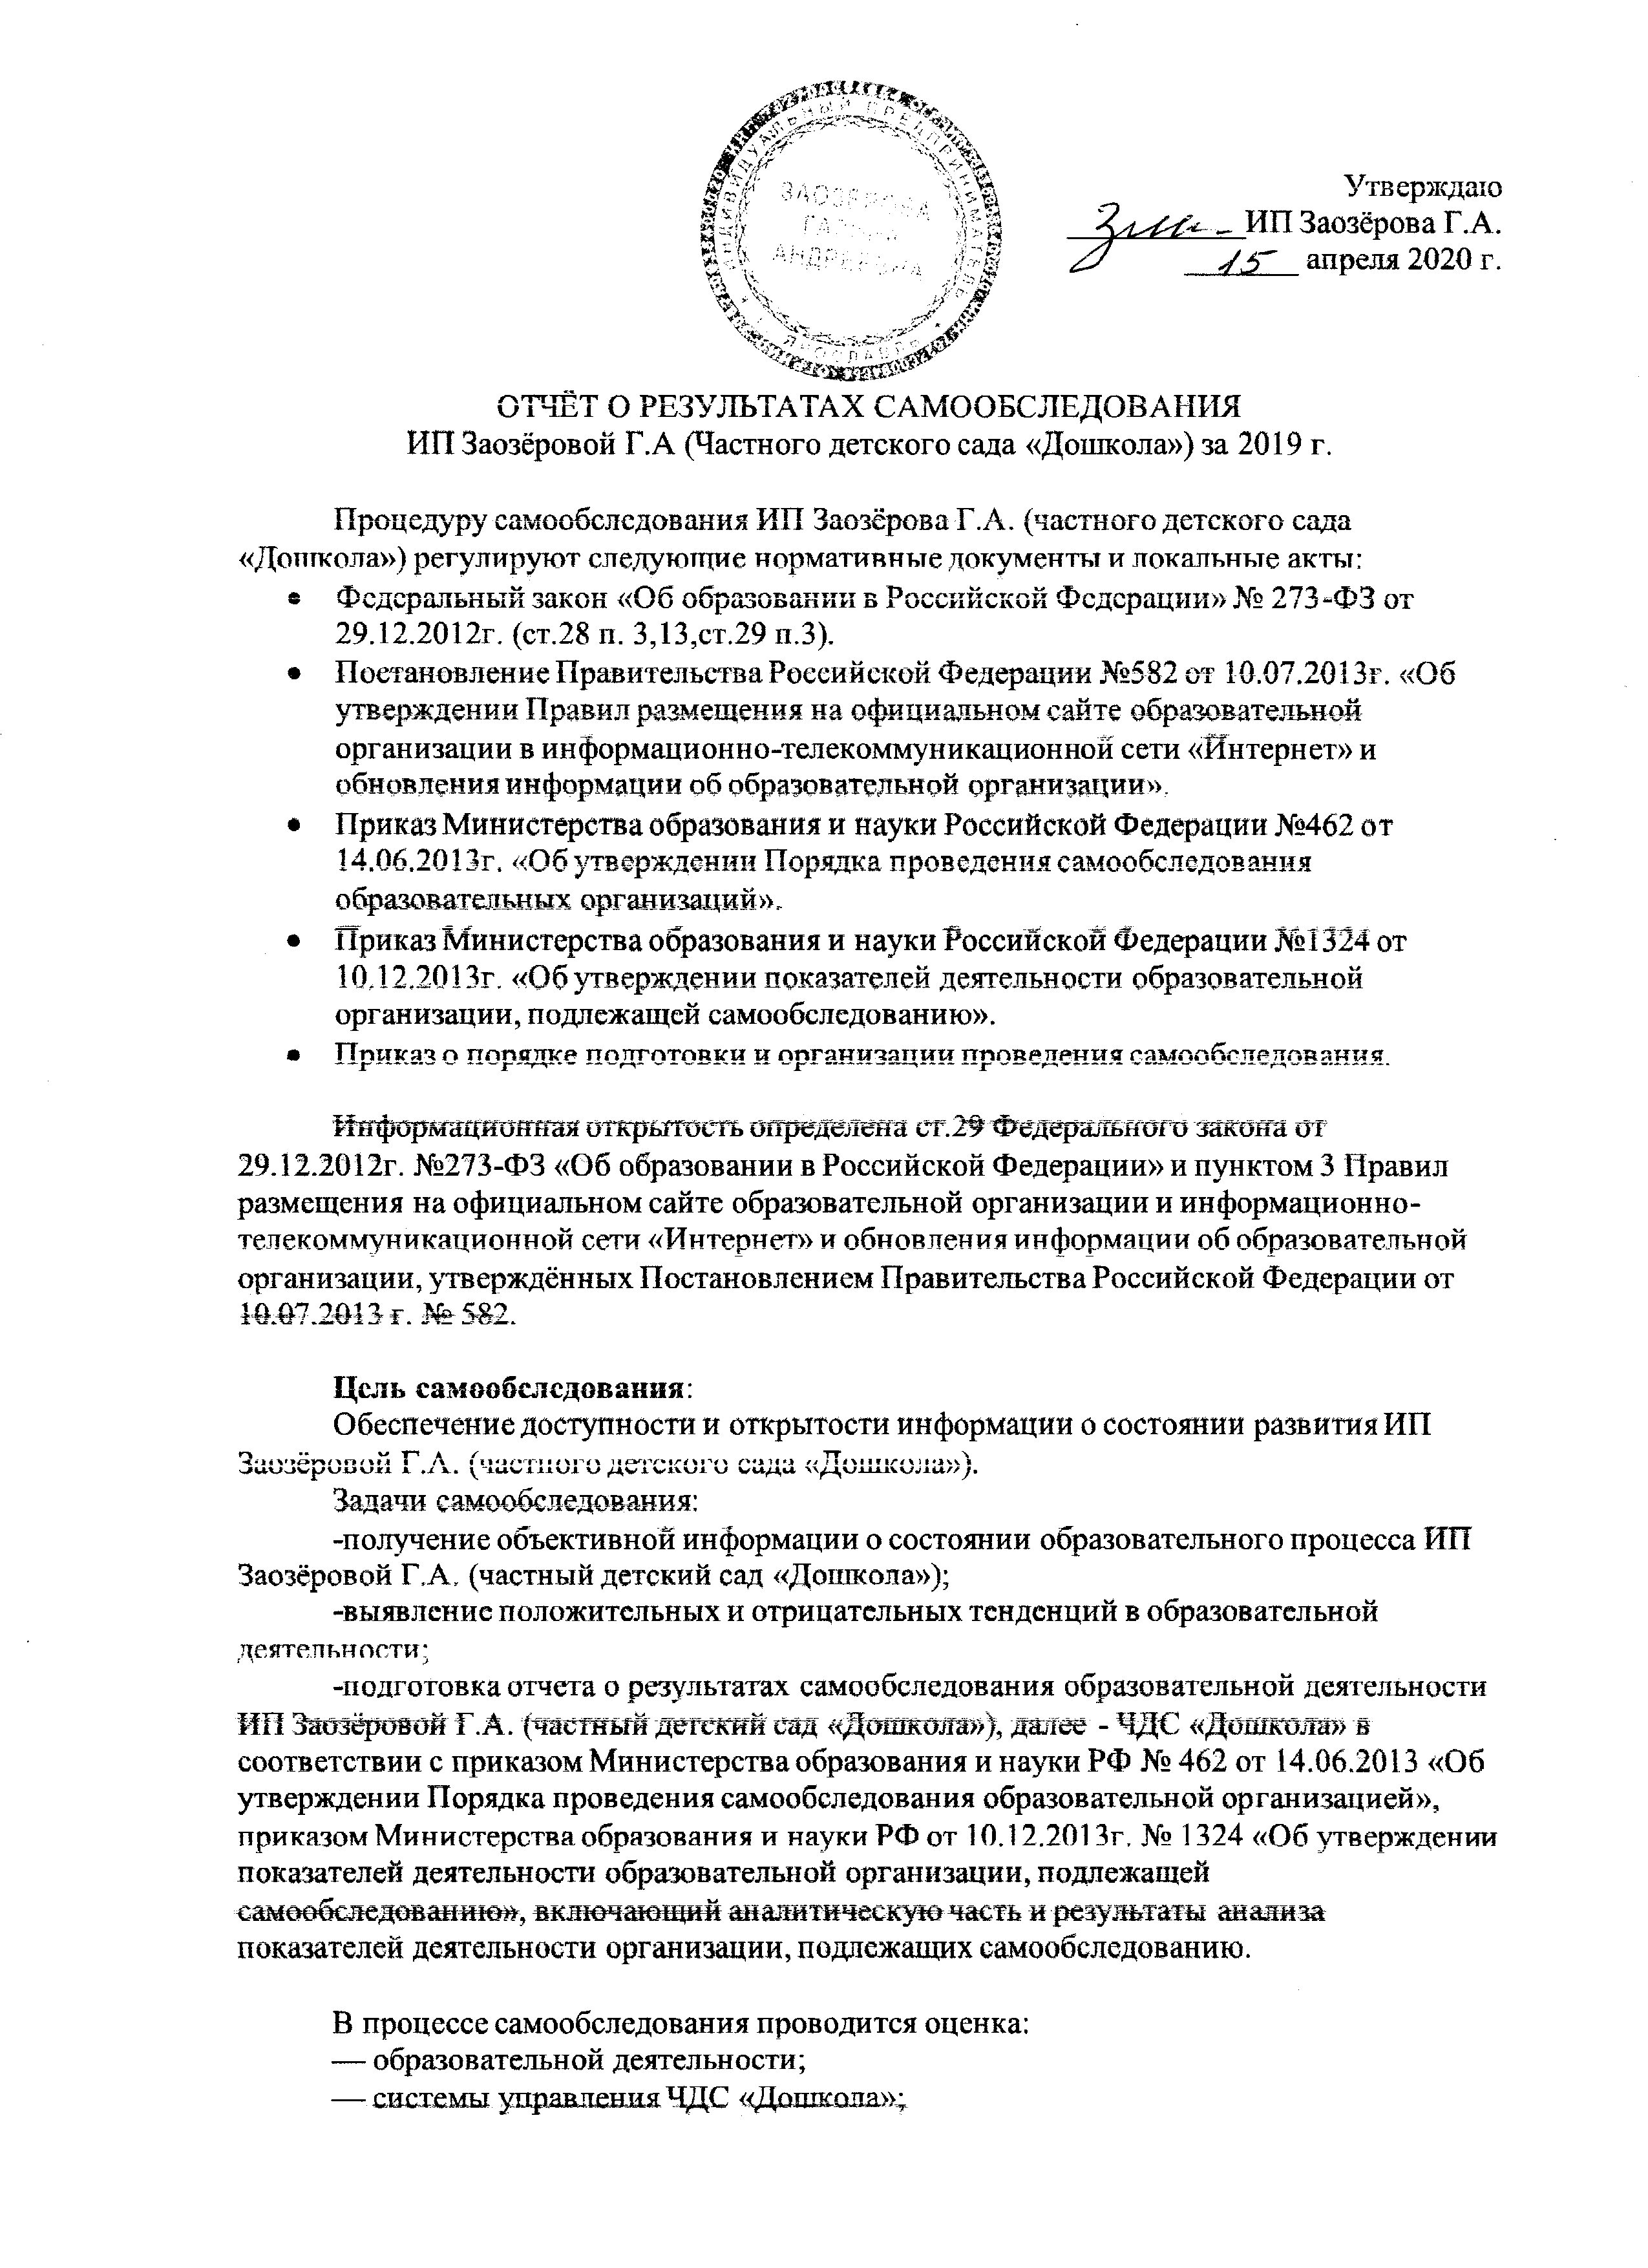 ИНДИВИДУАЛЬНЫЙ ПРЕДПРИНИМАТЕЛЬ
ЗАОЗЁРОВА
АНДРЕЕВНА
ЯРОСЛАВЛЬ
Утверждаю
ИП Заозёрова Г.А.
15 апреля 2020 г.
ОТЧЁТ О РЕЗУЛЬТАТАХ САМООБСЛЕДОВАНИЯ
ИП Заозёровой Г.А (Частного детского сада «Дошкола») за 2019 г.
Процедуру самообследования ИП Заозёрова Г.А. (частного детского сада
«Дошкола») регулируют следующие нормативные документы и локальные акты:
• Федеральный закон «Об образовании в Российской Федерации» № 273-ФЗ от
29.12.2012г. (ст.28 п. 3,13,ст.29 п.3).
• Постановление Правительства Российской Федерации №582 от 10.07.2013г. «Об
утверждении Правил размещения на официальном сайте образовательной
организации в информационно-телекоммуникационной сети «Интернет» и
обновления информации об образовательной организации».
• Приказ Министерства образования и науки Российской Федерации №462 от
14.06.2013г. «Об утверждении Порядка проведения самообследования
образовательных организаций».
• Приказ Министерства образования и науки Российской Федерации №1324 от
10.12.2013г. «Об утверждении показателей деятельности образовательной
организации, подлежащей самообследованию».
• Приказ о порядке подготовки и организации проведения самообследования.
Информационная открытость определена ст.29 Федерального закона от
29.12.2012г. №273-ФЗ «Об образовании в Российской Федерации» и пунктом 3 Правил
размещения на официальном сайте образовательной организации и информационно-
телекоммуникационной сети «Интернет» и обновления информации об образовательной
организации, утверждённых Постановлением Правительства Российской Федерации от
10.07.2013 г. № 582.
Цель самообследования:
Обеспечение доступности и открытости информации о состоянии развития ИП
Заозёровой Г.А. (частного детского сада «Дошкола»).
Задачи самообследования:
-получение объективной информации о состоянии образовательного процесса ИП
Заозёровой Г.А. (частный детский сад «Дошкола»);
-выявление положительных и отрицательных тенденций в образовательной
деятельности;
-подготовка отчета о результатах самообследования образовательной деятельности
ИП Заозёровой Г.А. (частный детский сад «Дошкола»), далее - ЧДС «Дошкола» в
соответствии с приказом Министерства образования и науки РФ № 462 от 14.06.2013 «Об
утверждении Порядка проведения самообследования образовательной организацией»,
приказом Министерства образования и науки РФ от 10.12.2013г. № 1324 «Об утверждении
показателей деятельности образовательной организации, подлежащей
самообследованию», включающий аналитическую часть и результаты анализа
показателей деятельности организации, подлежащих самообследованию.
В процессе самообследования проводится оценка:
— образовательной деятельности;
— системы управления ЧДС «Дошкола»;